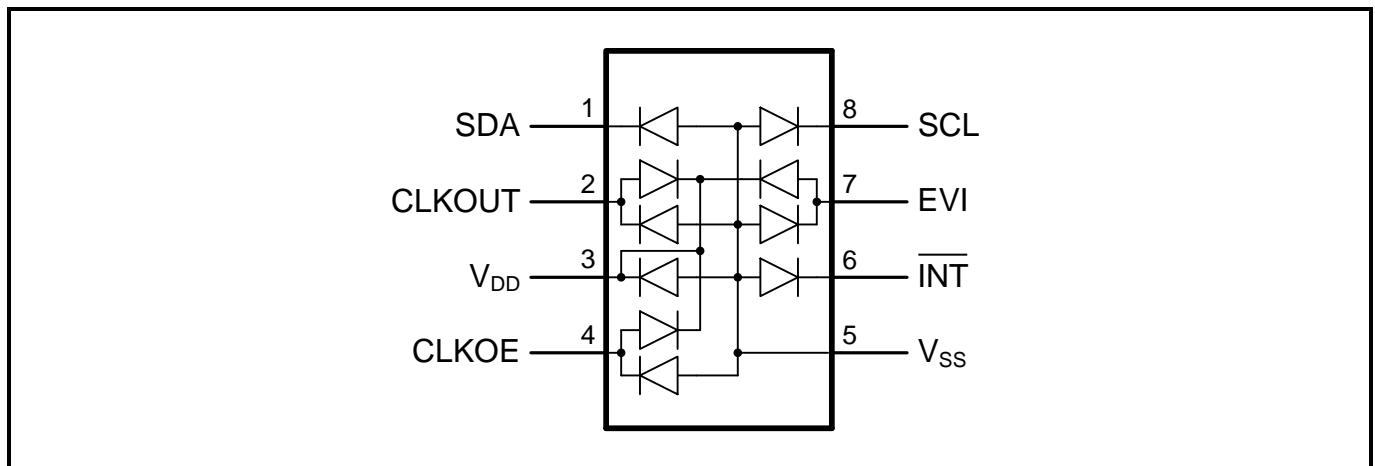 SDA 1
8 SCL
CLKOUT 2
7 EVI
VDD 3
6 INT
CLKOE 4
5 VSS